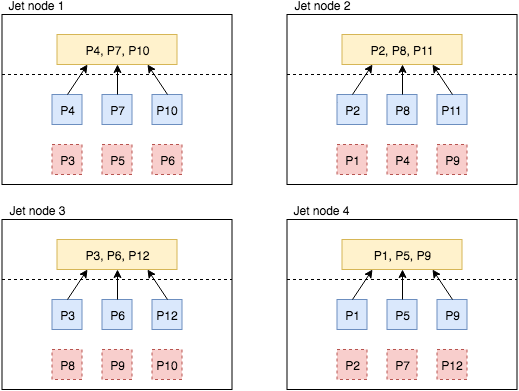 Jet node 1
P4, P7, P10
P4 P7 P10
P3 P5 P6
Jet node 2
P2, P8, P11
P2 P8 P11
P1 P4 P9
Jet node 3
P3, P6, P12
P3 P6 P12
P8 P9 P10
Jet node 4
P1, P5, P9
P1 P5 P9
P2 P7 P12